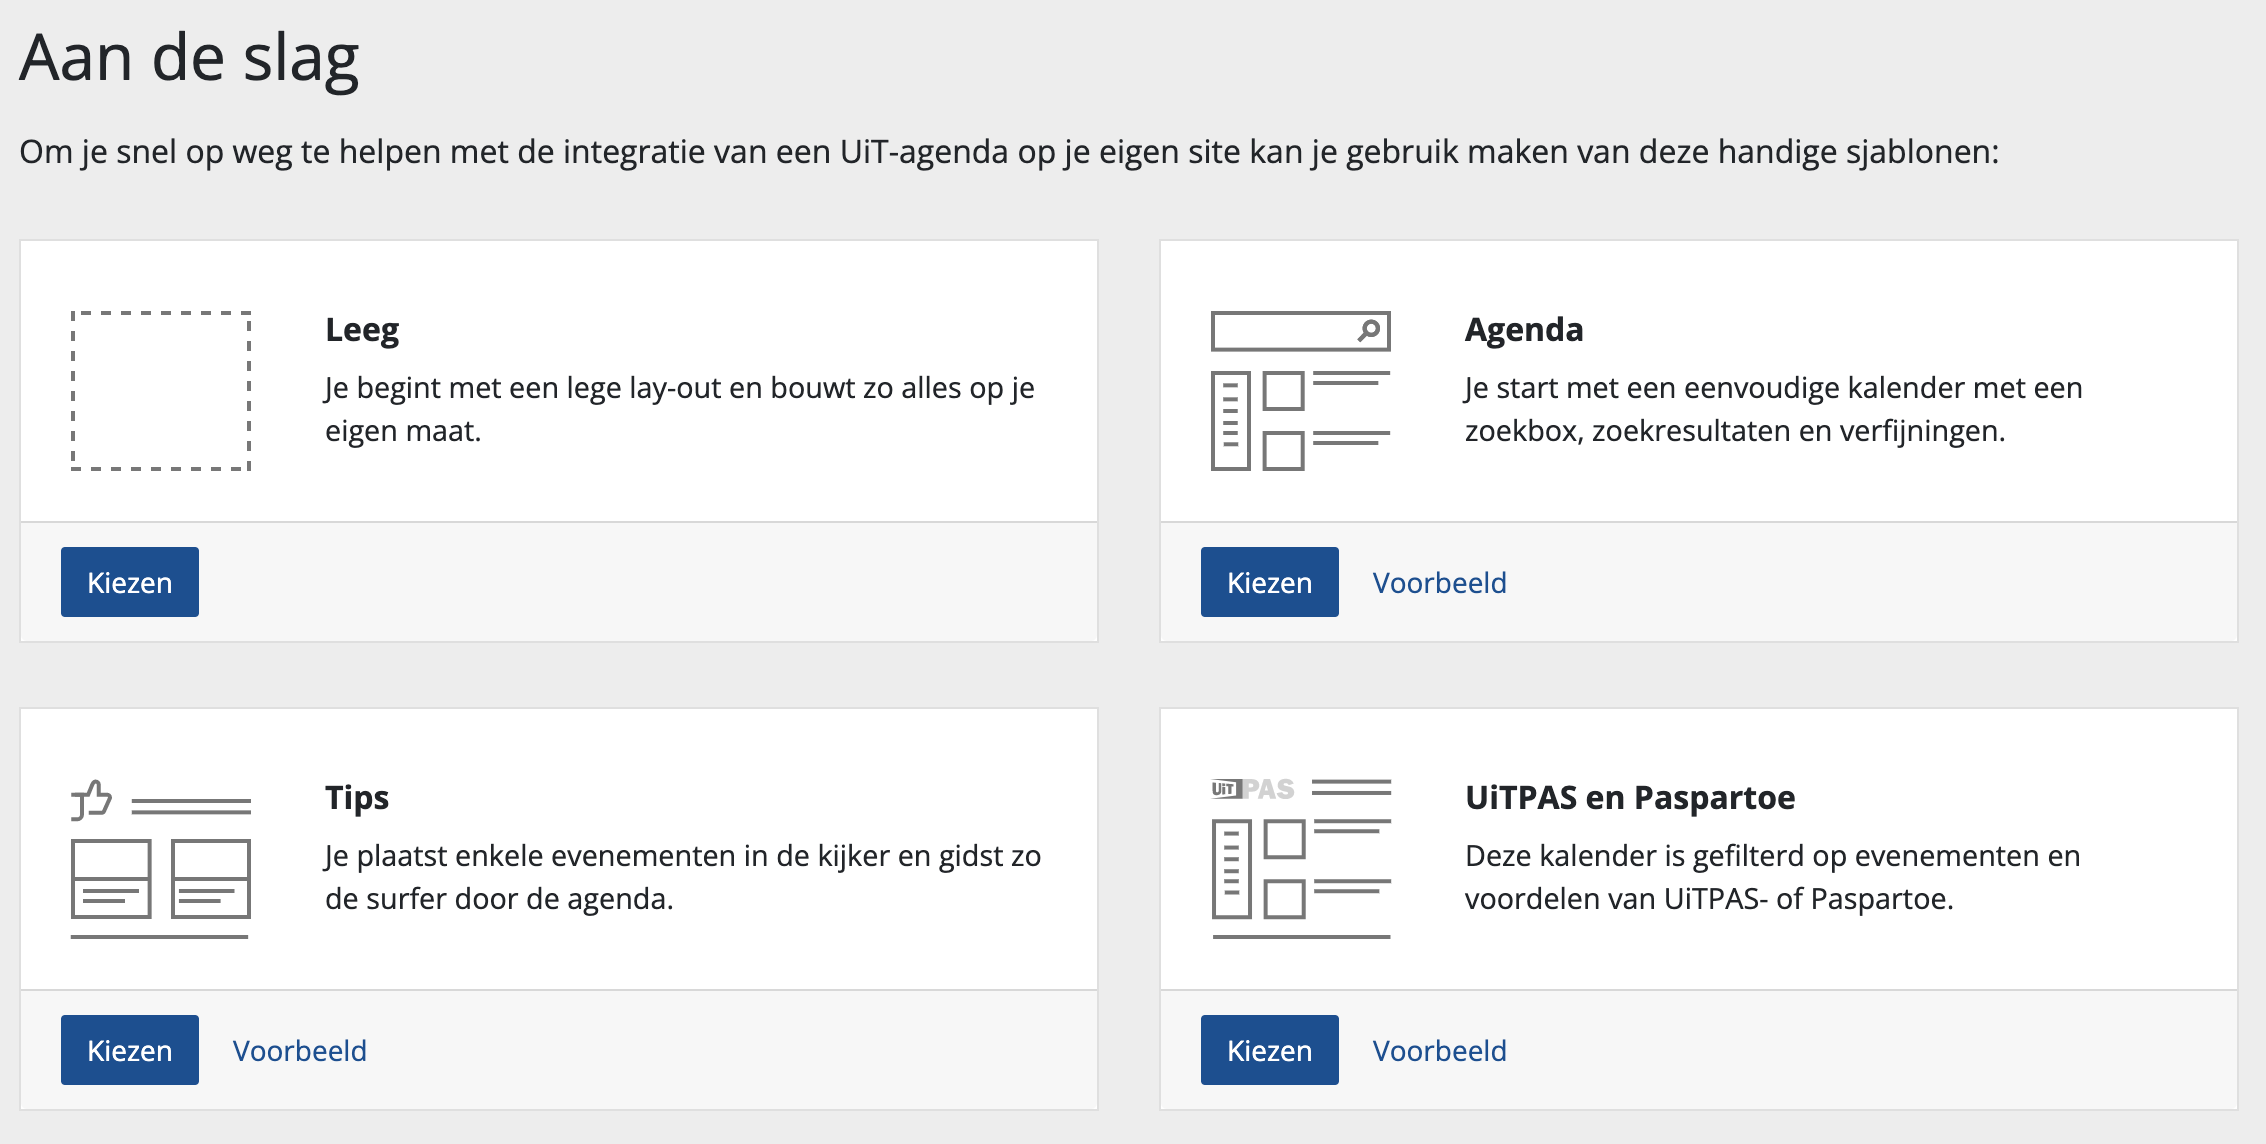 Aan de slag
Om je snel op weg te helpen met de integratie van een UiT-agenda op je eigen site kan je gebruik maken van deze handige sjablonen:
Leeg
Je begint met een lege lay-out en bouwt zo alles op je
eigen maat.
Kiezen
Agenda
Je start met een eenvoudige kalender met een
zoekbox, zoekresultaten en verfijningen.
Kiezen Voorbeeld
Tips
Je plaatst enkele evenementen in de kijker en gidst zo
de surfer door de agenda.
Kiezen Voorbeeld
UiTPAS
UiTPAS en Paspartoe
Deze kalender is gefilterd op evenementen en
voordelen van UiTPAS- of Paspartoe.
Kiezen Voorbeeld